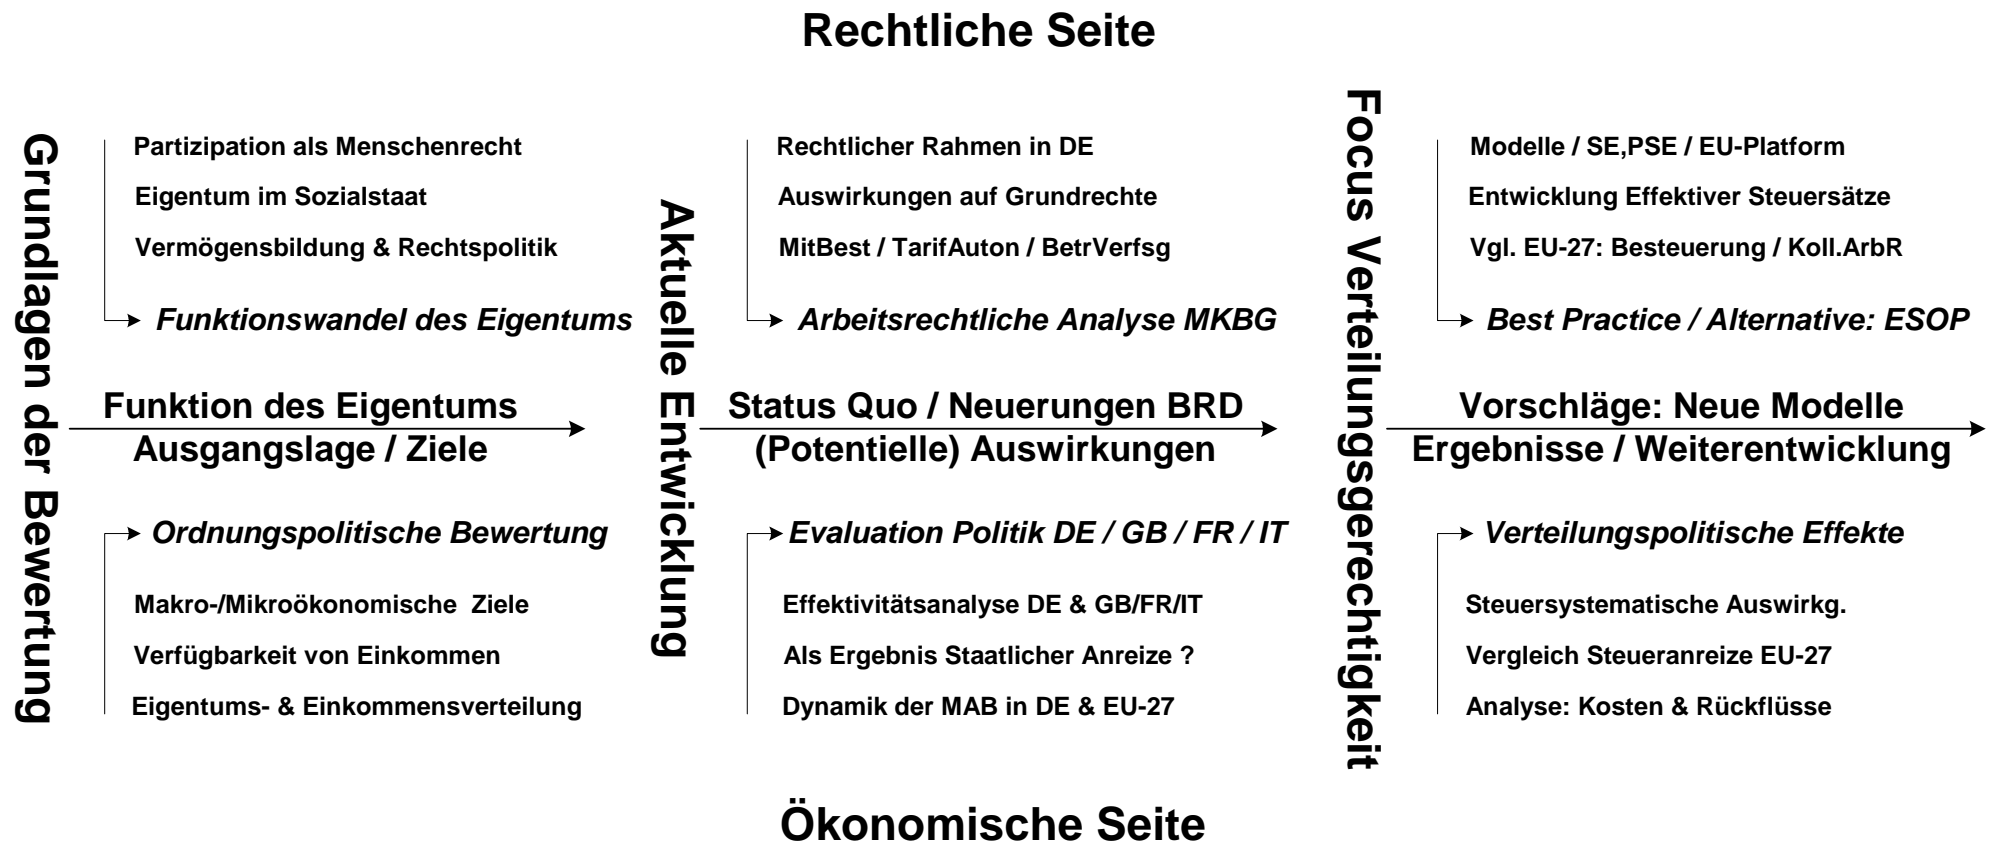 Rechtliche Seite
Grundlagen der Bewertung
Partizipation als Menschenrecht
Eigentum im Sozialstaat
Vermögensbildung & Rechtspolitik
Funktionswandel des Eigentums
Funktion des Eigentums
Ausgangslage / Ziele
Ordnungspolitische Bewertung
Makro-/Mikroökonomische Ziele
Verfügbarkeit von Einkommen
Eigentums- & Einkommensverteilung
Aktuelle Entwicklung
Rechtlicher Rahmen in DE
Auswirkungen auf Grundrechte
MitBest / TarifAuton / BetrVerfsg
Arbeitsrechtliche Analyse MKBG
Status Quo / Neuerungen BRD
(Potentielle) Auswirkungen
Evaluation Politik DE / GB / FR / IT
Effektivitätsanalyse DE & GB/FR/IT
Als Ergebnis Staatlicher Anreize ?
Dynamik der MAB in DE & EU-27
Focus Verteilungsgerechtigkeit
Modelle / SE,PSE / EU-Platform
Entwicklung Effektiver Steuersätze
Vgl. EU-27: Besteuerung / Koll.ArbR
Best Practice / Alternative: ESOP
Vorschläge: Neue Modelle
Ergebnisse / Weiterentwicklung
Verteilungspolitische Effekte
Steuersystematische Auswirkg.
Vergleich Steueranreize EU-27
Analyse: Kosten & Rückflüsse
Ökonomische Seite